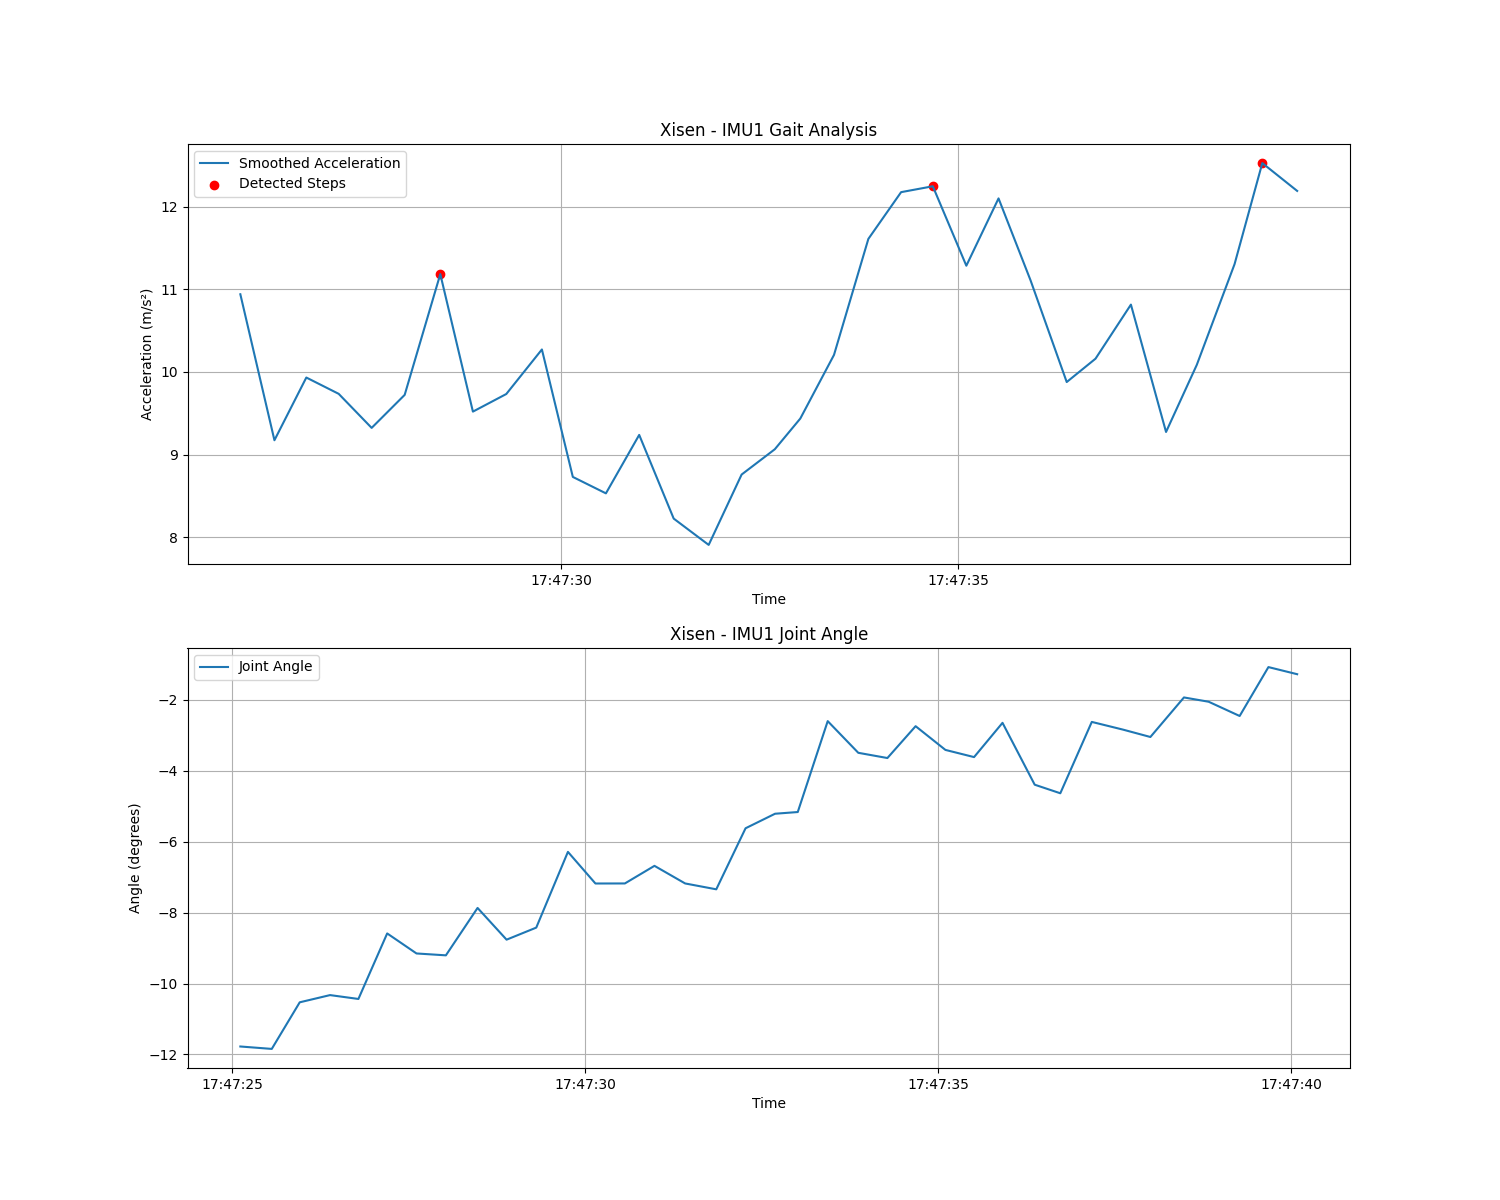 Xisen - IMU1 Gait Analysis
Smoothed Acceleration
Detected Steps
Acceleration (m/s²)
12
11
10
9
8
17:47:30 17:47:35
Time
Xisen - IMU1 Joint Angle
Joint Angle
Angle (degrees)
−2
−4
−6
−8
−10
−12
17:47:25 17:47:30 17:47:35 17:47:40
Time